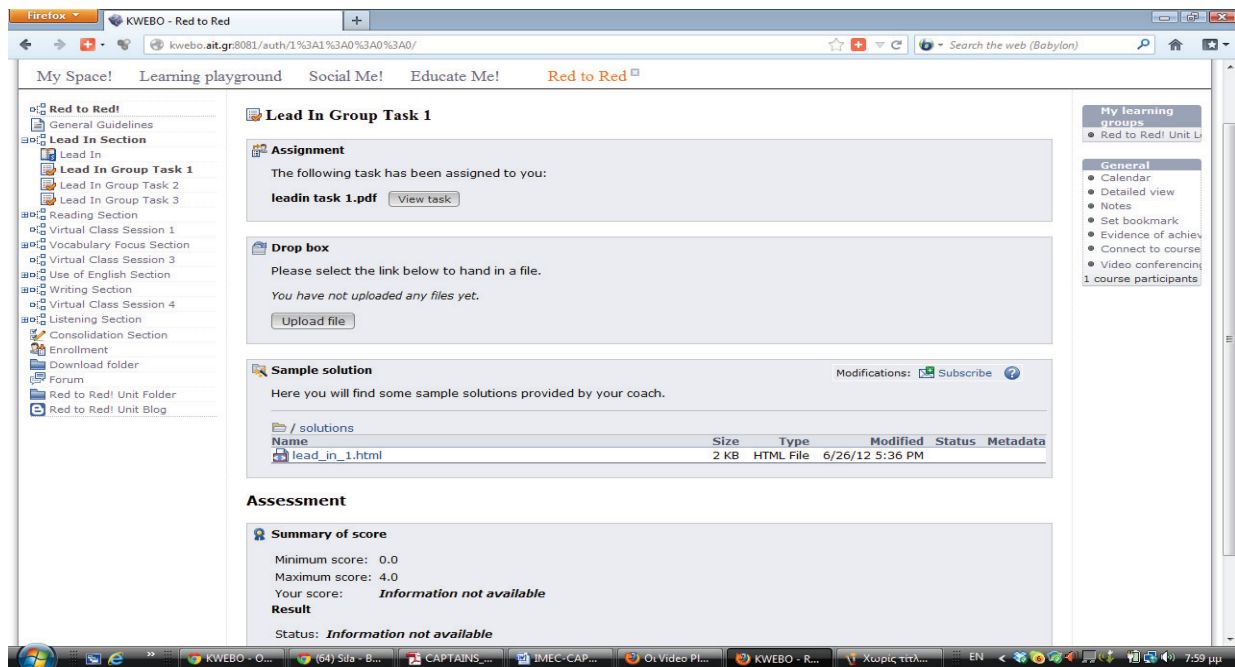 Firefox
KWEBO - Red to Red
kwebo.ait.gr:8081/auth/1%3A1%3A0%3A0%3A0/
Search the web (Babylon)
My Space! Learning playground Social Me! Educate Me! Red to Red
Red to Red!
General Guidelines
Lead In Section
Lead In
Lead In Group Task 1
Lead In Group Task 2
Lead In Group Task 3
Reading Section
Virtual Class Session 1
Vocabulary Focus Section
Virtual Class Session 3
Use of English Section
Writing Section
Virtual Class Session 4
Listening Section
Consolidation Section
Enrollment
Download folder
Forum
Red to Red! Unit Folder
Red to Red! Unit Blog
Lead In Group Task 1
Assignment
The following task has been assigned to you:
leadin task 1.pdf View task
Drop box
Please select the link below to hand in a file.
You have not uploaded any files yet.
Upload file
Sample solution
Modifications: Subscribe
Here you will find some sample solutions provided by your coach.
/ solutions
Name Size Type Modified Status Metadata
lead_in_1.html 2 KB HTML File 6/26/12 5:36 PM
Assessment
Summary of score
Minimum score: 0.0
Maximum score: 4.0
Your score: Information not available
Result
Status: Information not available
My learning
groups
Red to Red! Unit L
General
Calendar
Detailed view
Notes
Set bookmark
Evidence of achiev
Connect to course
Video conferencing
1 course participants
KWEBO - O... (64) Sıla - B... CAPTAINS_... IMEC-CAP... Οι Video Pl... KWEBO - R... Χωρίς τίτλ... EN 7:59 μμ